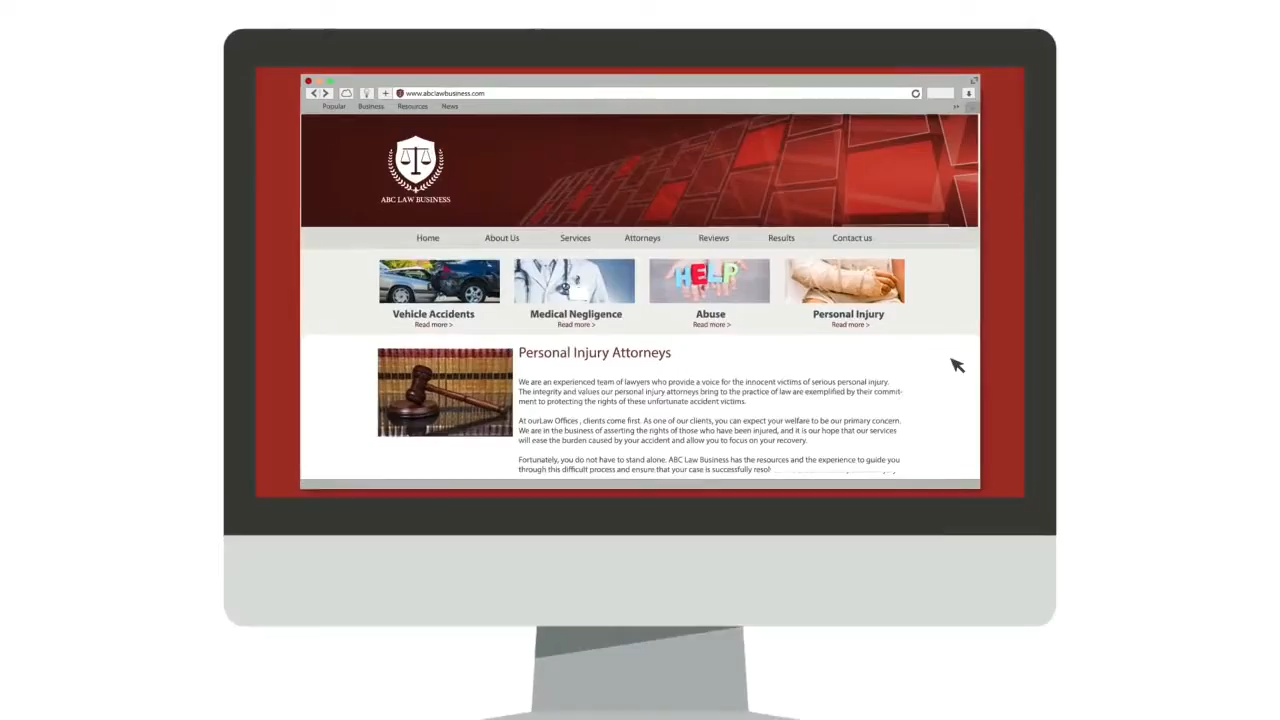 www.abclawbusiness.com
Popular Business Resources News
ABC LAW BUSINESS
Home About Us Services Attorneys Reviews Results Contact us
HELP
Vehicle Accidents Medical Negligence Abuse Personal Injury
Read more > Read more > Read more > Read more >
Personal Injury Attorneys
We are an experienced team of lawyers who provide a voice for the innocent victims of serious personal injury.
The integrity and values our personal injury attorneys bring to the practice of law are exemplified by their commit-
ment to protecting the rights of these unfortunate accident victims.
At ourLaw Offices , clients come first. As one of our clients, you can expect your welfare to be our primary concern.
We are in the business of asserting the rights of those who have been injured, and it is our hope that our services
will ease the burden caused by your accident and allow you to focus on your recovery.
Fortunately, you do not have to stand alone. ABC Law Business has the resources and the experience to guide you
through this difficult process and ensure that your case is successfully resol